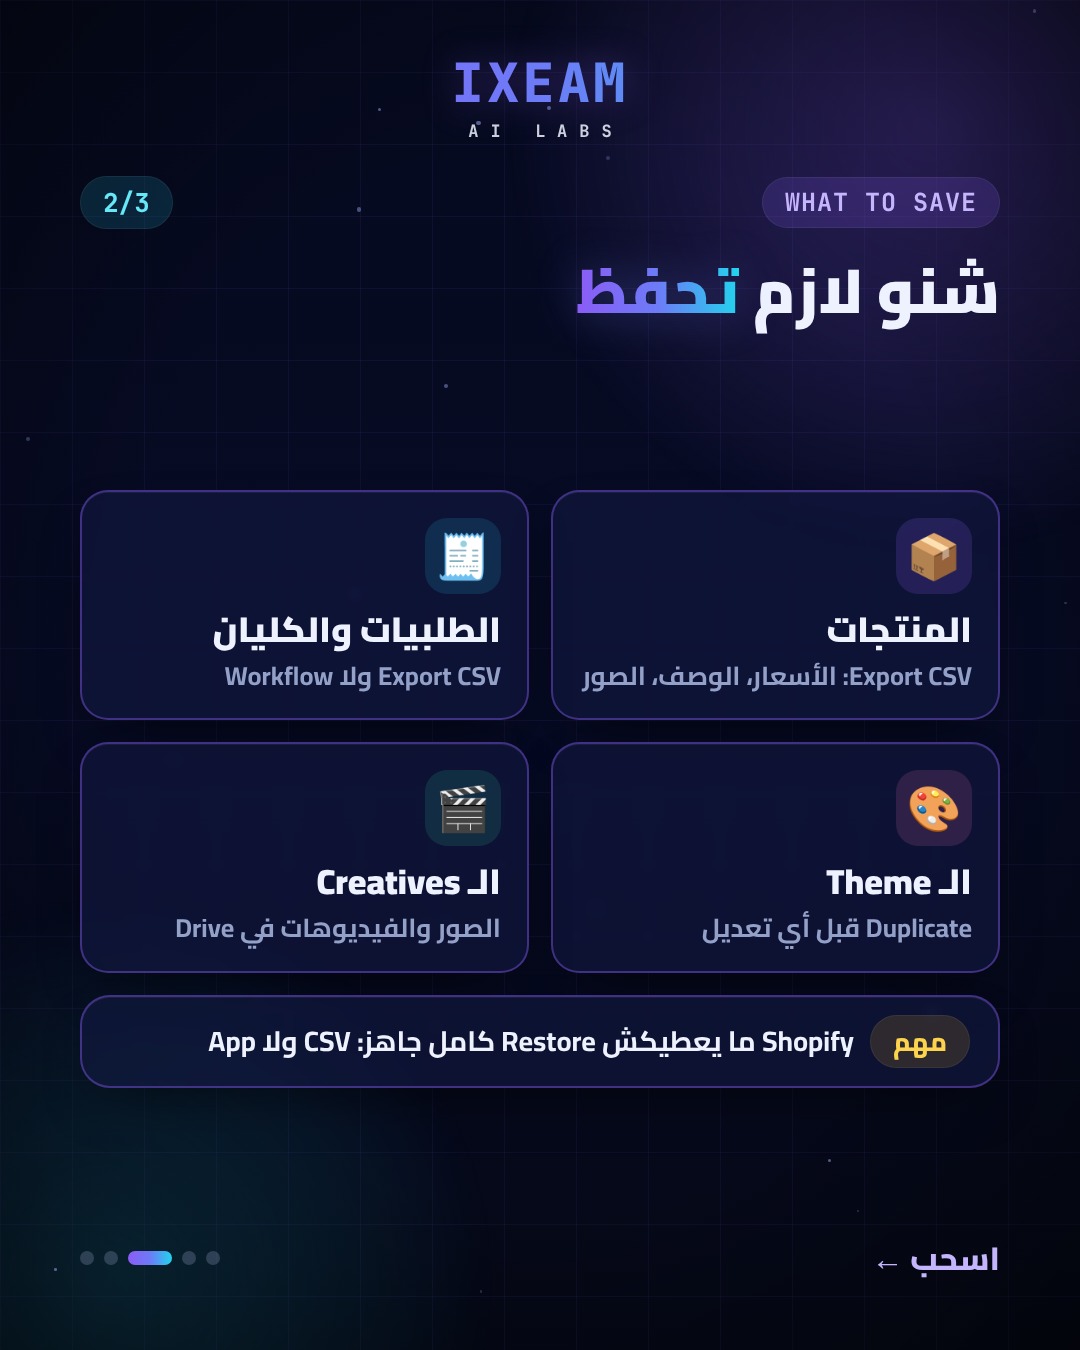 IXEAM
AI LABS
WHAT TO SAVE
2/3
شنو لازم تحفظ
المنتجات
Export CSV: الأسعار، الوصف، الصور
الطلبيات والكليان
Export CSV ولا Workflow
الـ Theme
Duplicate قبل أي تعديل
الـ Creatives
الصور والفيديوهات في Drive
مهم
Shopify ما يعطيكش Restore كامل جاهز: CSV ولا App
اسحب ←